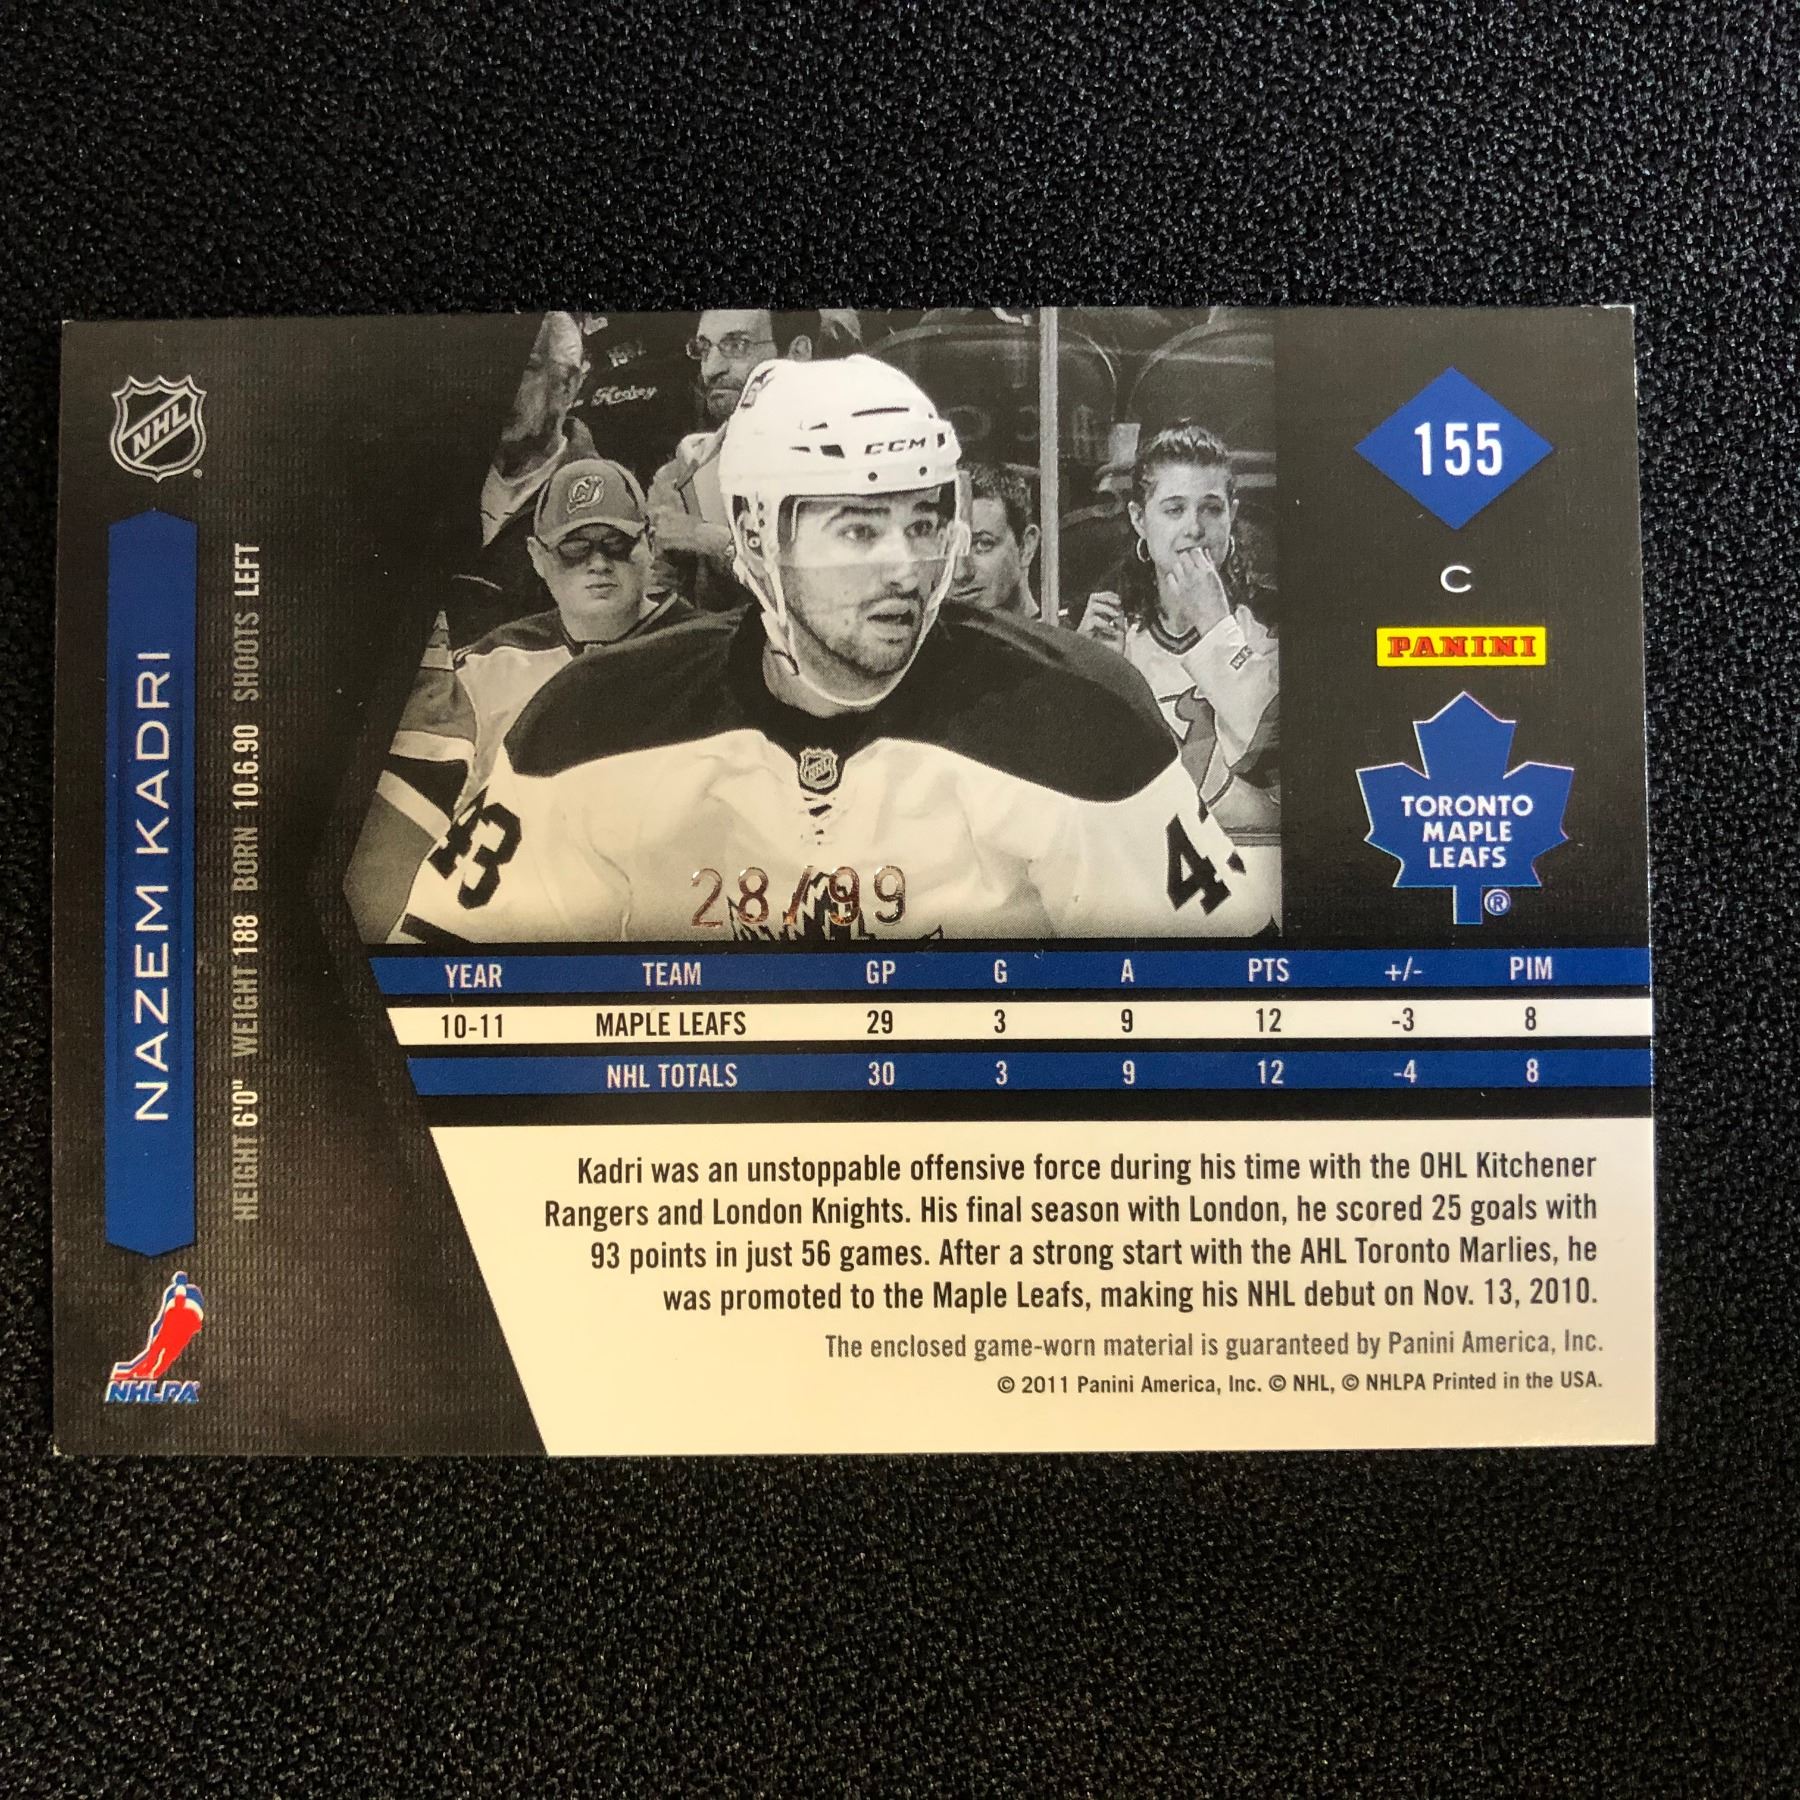 NHL
NAZEM KADRI
HEIGHT 6'0" WEIGHT 188 BORN 10.6.90 SHOOTS LEFT
NHLPA
Hockey
CCM
NHL
43
4
28/99
155
C
PANINI
TORONTO
MAPLE
LEAFS
®
YEAR TEAM GP G A PTS +/- PIM
10-11 MAPLE LEAFS 29 3 9 12 -3 8
NHL TOTALS 30 3 9 12 -4 8
Kadri was an unstoppable offensive force during his time with the OHL Kitchener
Rangers and London Knights. His final season with London, he scored 25 goals with
93 points in just 56 games. After a strong start with the AHL Toronto Marlies, he
was promoted to the Maple Leafs, making his NHL debut on Nov. 13, 2010.
The enclosed game-worn material is guaranteed by Panini America, Inc.
© 2011 Panini America, Inc. © NHL, © NHLPA Printed in the USA.